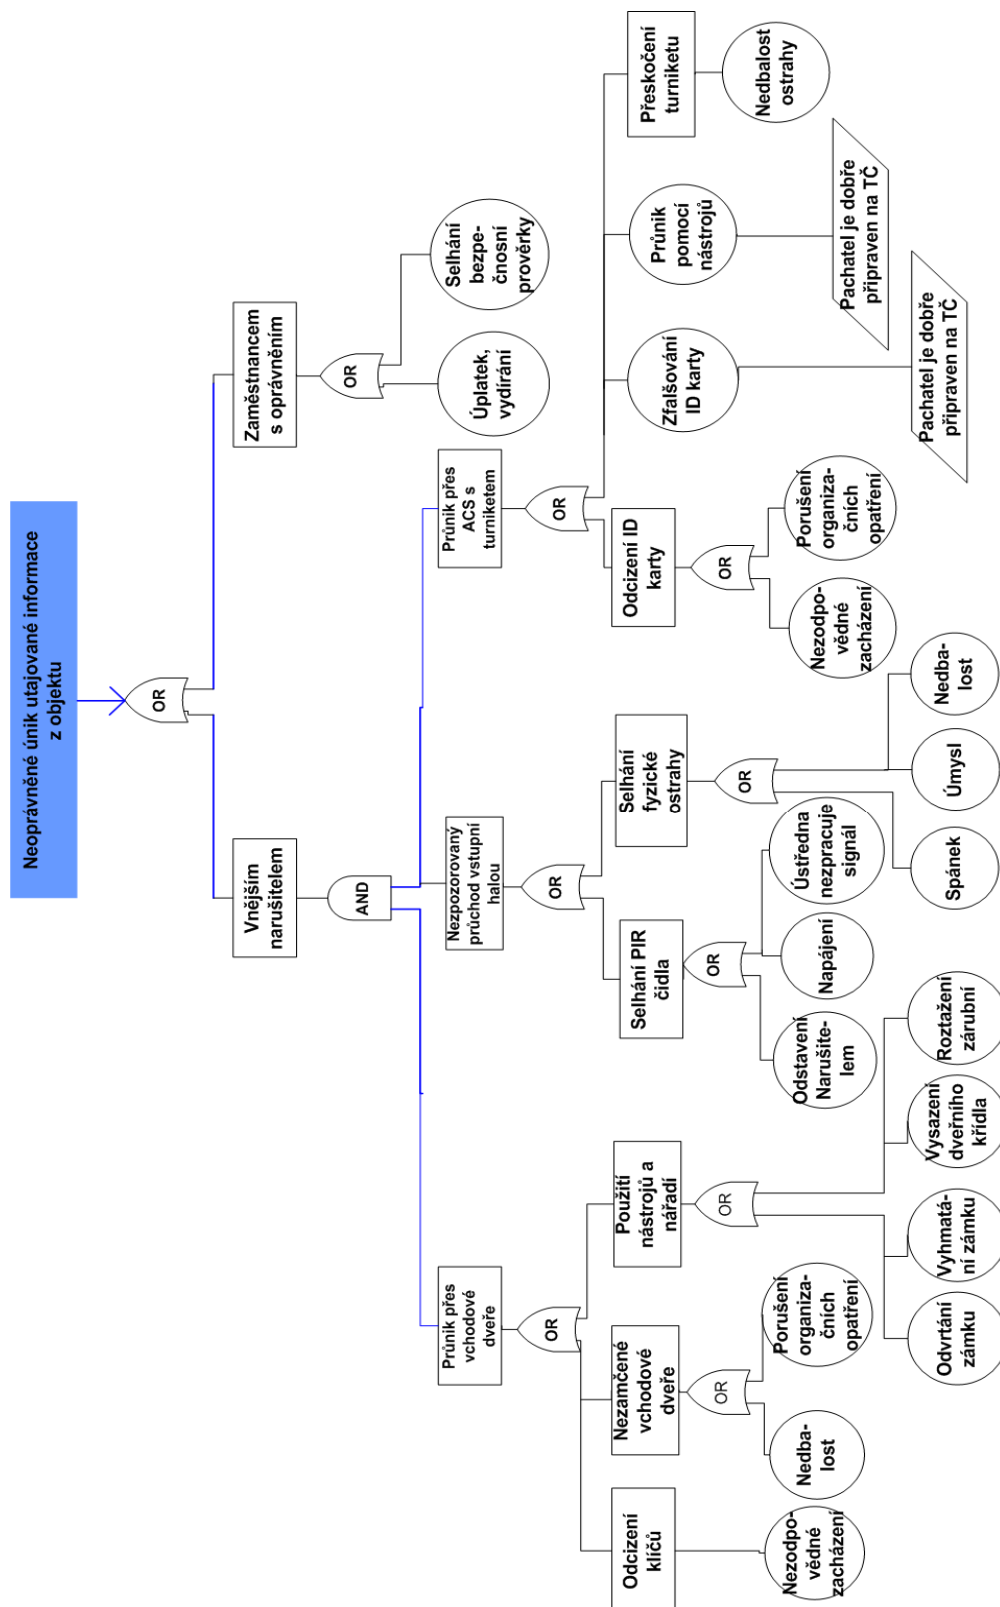 Neoprávněné únik utajované informace
z objektu
OR
Vnějším
narušitelem
Zaměstnancem
s oprávněním
AND
OR
Úplatek,
vydírání
Selhání
bezpe-
čnosní
prověrky
Průnik přes
vchodové
dveře
Nezpozorovaný
průchod vstupní
halou
Průnik přes
ACS s
turniketem
OR
OR
OR
Odcizení
klíčů
Nezamčené
vchodové
dveře
Použití
nástrojů a
nářadí
Selhání PIR
čidla
Selhání
fyzické
ostrahy
Odcizení ID
karty
Zfalšování
ID karty
Průnik
pomocí
nástrojů
Přeskočení
turniketu
OR
OR
OR
OR
OR
Nezodpo-
vědné
zacházení
Nedba-
lost
Porušení
organiza-
čních
opatření
Odstavení
Narušite-
lem
Napájení
Ústředna
nezpracuje
signál
Nezodpo-
vědné
zacházení
Porušení
organiza-
čních
opatření
Nedbalost
ostrahy
Pachatel je dobře
připraven na TČ
Pachatel je dobře
připraven na TČ
Odvrtání
zámku
Vyhmatá-
ní zámku
Vysazení
dveřního
křídla
Roztažení
zárubní
Spánek
Úmysl
Nedba-
lost